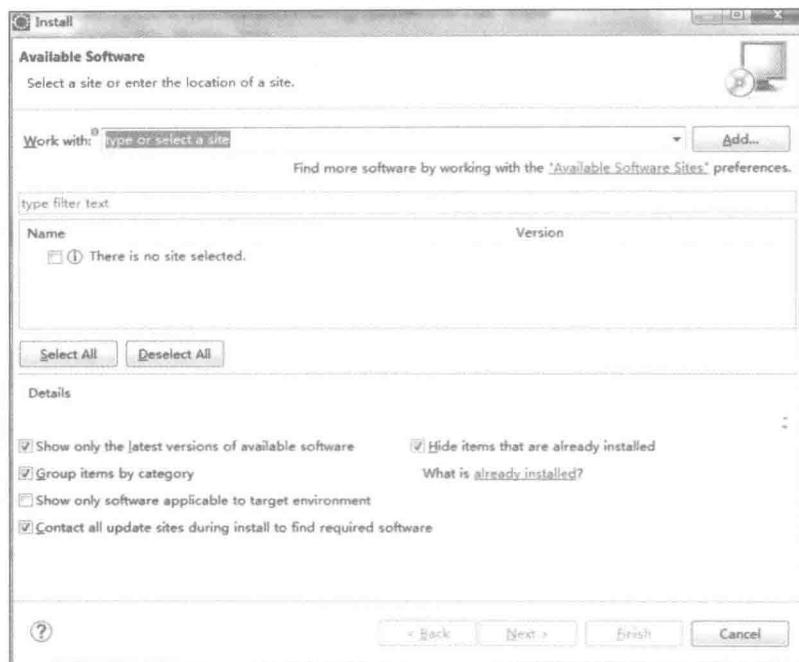 Install
Available Software
Select a site or enter the location of a site.
Work with: type or select a site
Add...
Find more software by working with the "Available Software Sites" preferences.
type filter text
Name Version
There is no site selected.
Select All Deselect All
Details
Show only the latest versions of available software Hide items that are already installed
Group items by category What is already installed?
Show only software applicable to target environment
Contact all update sites during install to find required software
? < Back Next > Finish Cancel